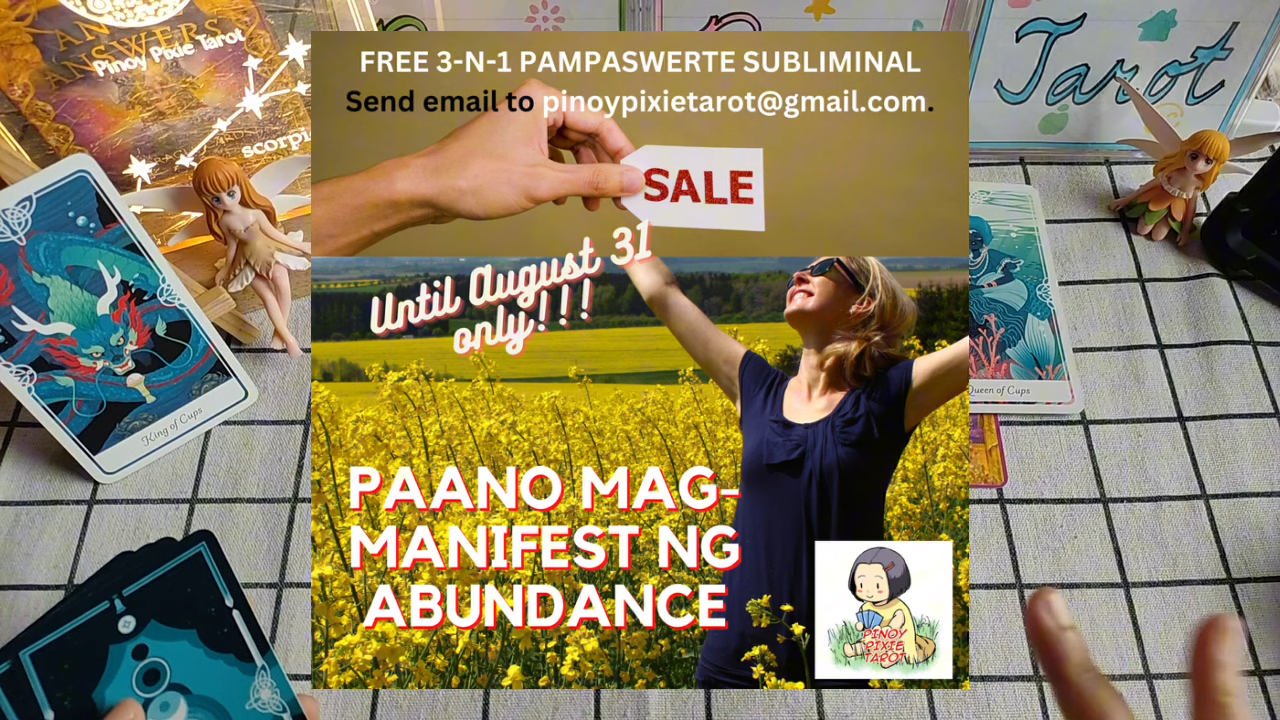 Pinoy Pixie Tarot
ANSWERS
scorpi
King of Cups
FREE 3-N-1 PAMPASWERTE SUBLIMINAL
Send email to pinoypixietarot@gmail.com.
SALE
Until August 31
only!!!
PAANO MAG-
MANIFEST NG
ABUNDANCE
PINOY
PIXIE
TAROT
Tarot
Queen of Cups